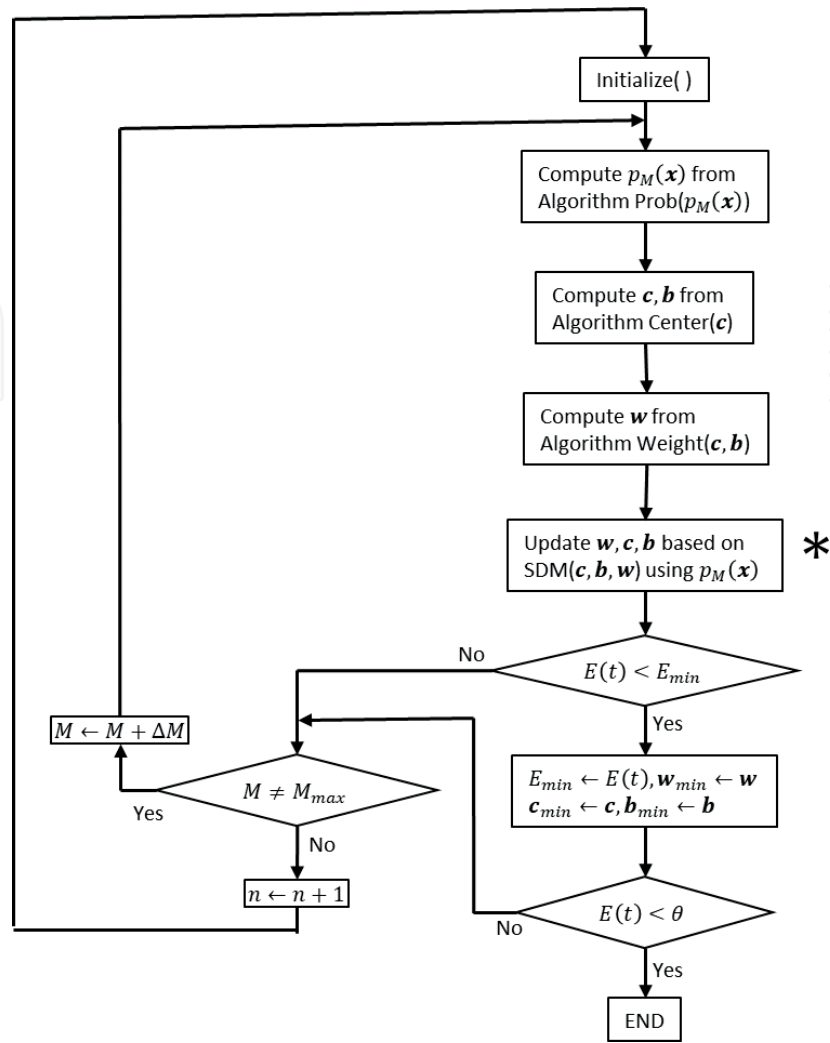 Initialize( )
Compute p_M(x) from
Algorithm Prob(p_M(x))
Compute c, b from
Algorithm Center(c)
Compute w from
Algorithm Weight(c, b)
Update w, c, b based on
SDM(c, b, w) using p_M(x)
*
No
E(t) < E_min
Yes
M ← M + ΔM
E_min ← E(t), w_min ← w
c_min ← c, b_min ← b
M ≠ M_max
Yes
No
n ← n + 1
E(t) < θ
No
Yes
END